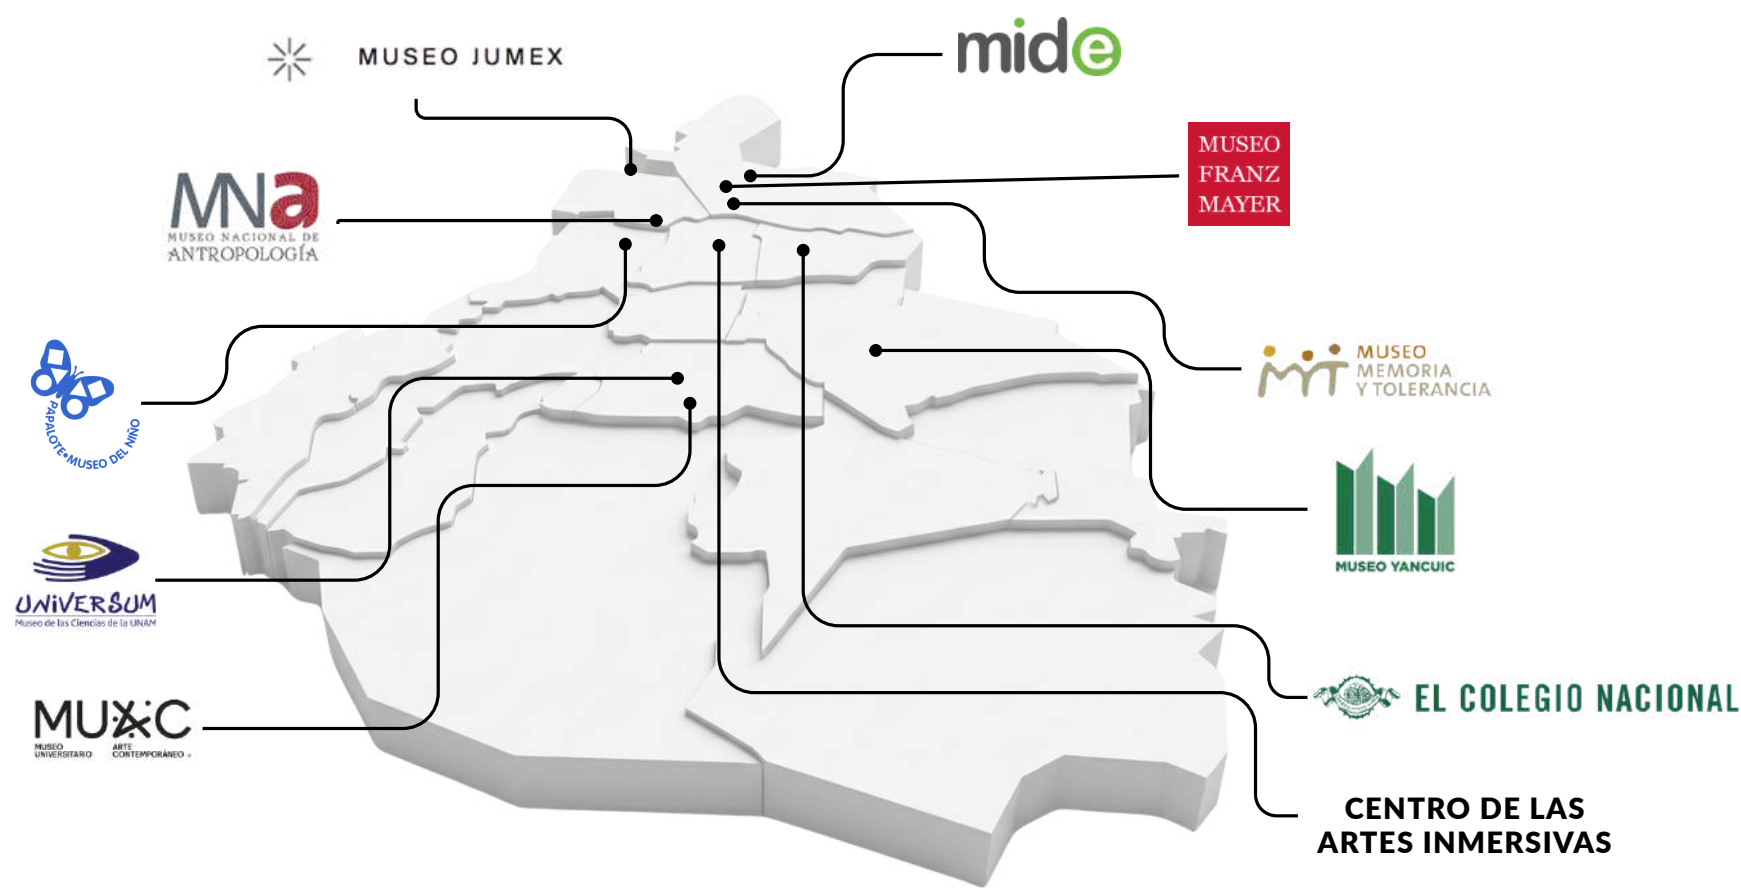 MUSEO JUMEX
mide
MUSEO
FRANZ
MAYER
MNa
MUSEO NACIONAL DE
ANTROPOLOGÍA
PAPALOTE•MUSEO DEL NIÑO
MUSEO
MEMORIA
Y TOLERANCIA
MUSEO YANCUIC
UNIVERSUM
Museo de las Ciencias de la UNAM
EL COLEGIO NACIONAL
MUAC
MUSEO
UNIVERSITARIO
ARTE
CONTEMPORÁNEO
CENTRO DE LAS
ARTES INMERSIVAS